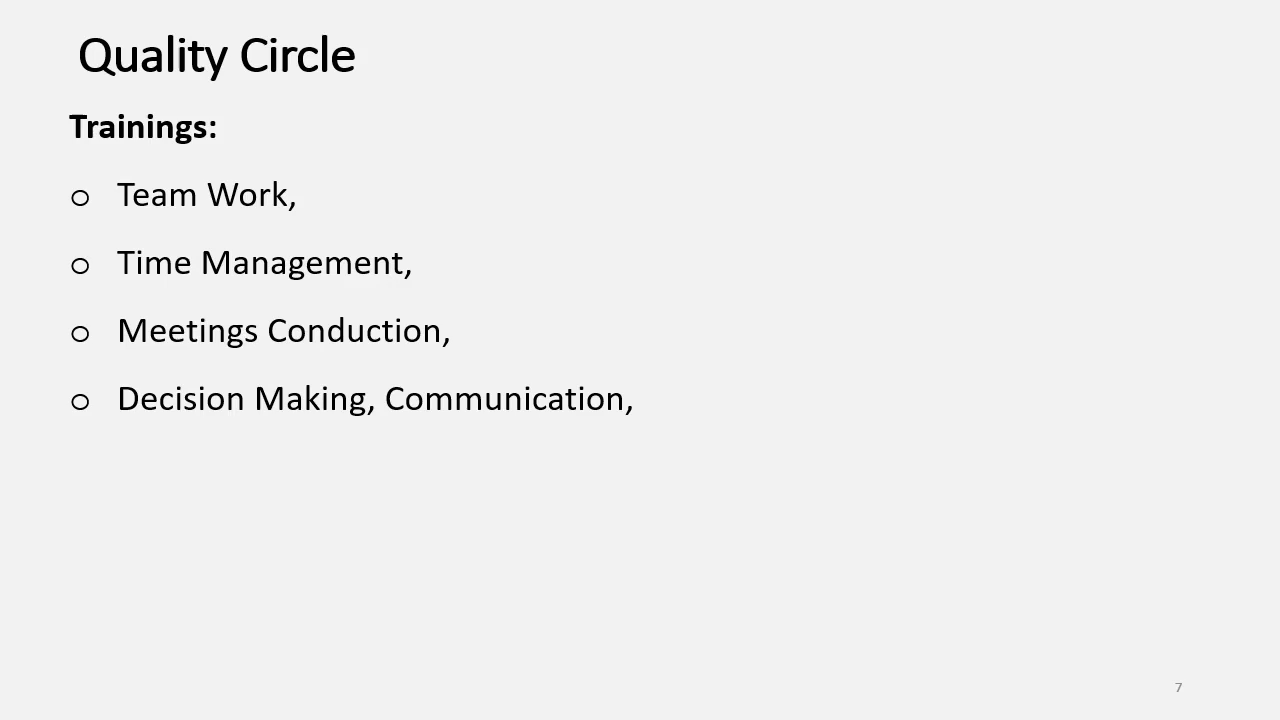 Quality Circle
Trainings:
o Team Work,
o Time Management,
o Meetings Conduction,
o Decision Making, Communication,
7